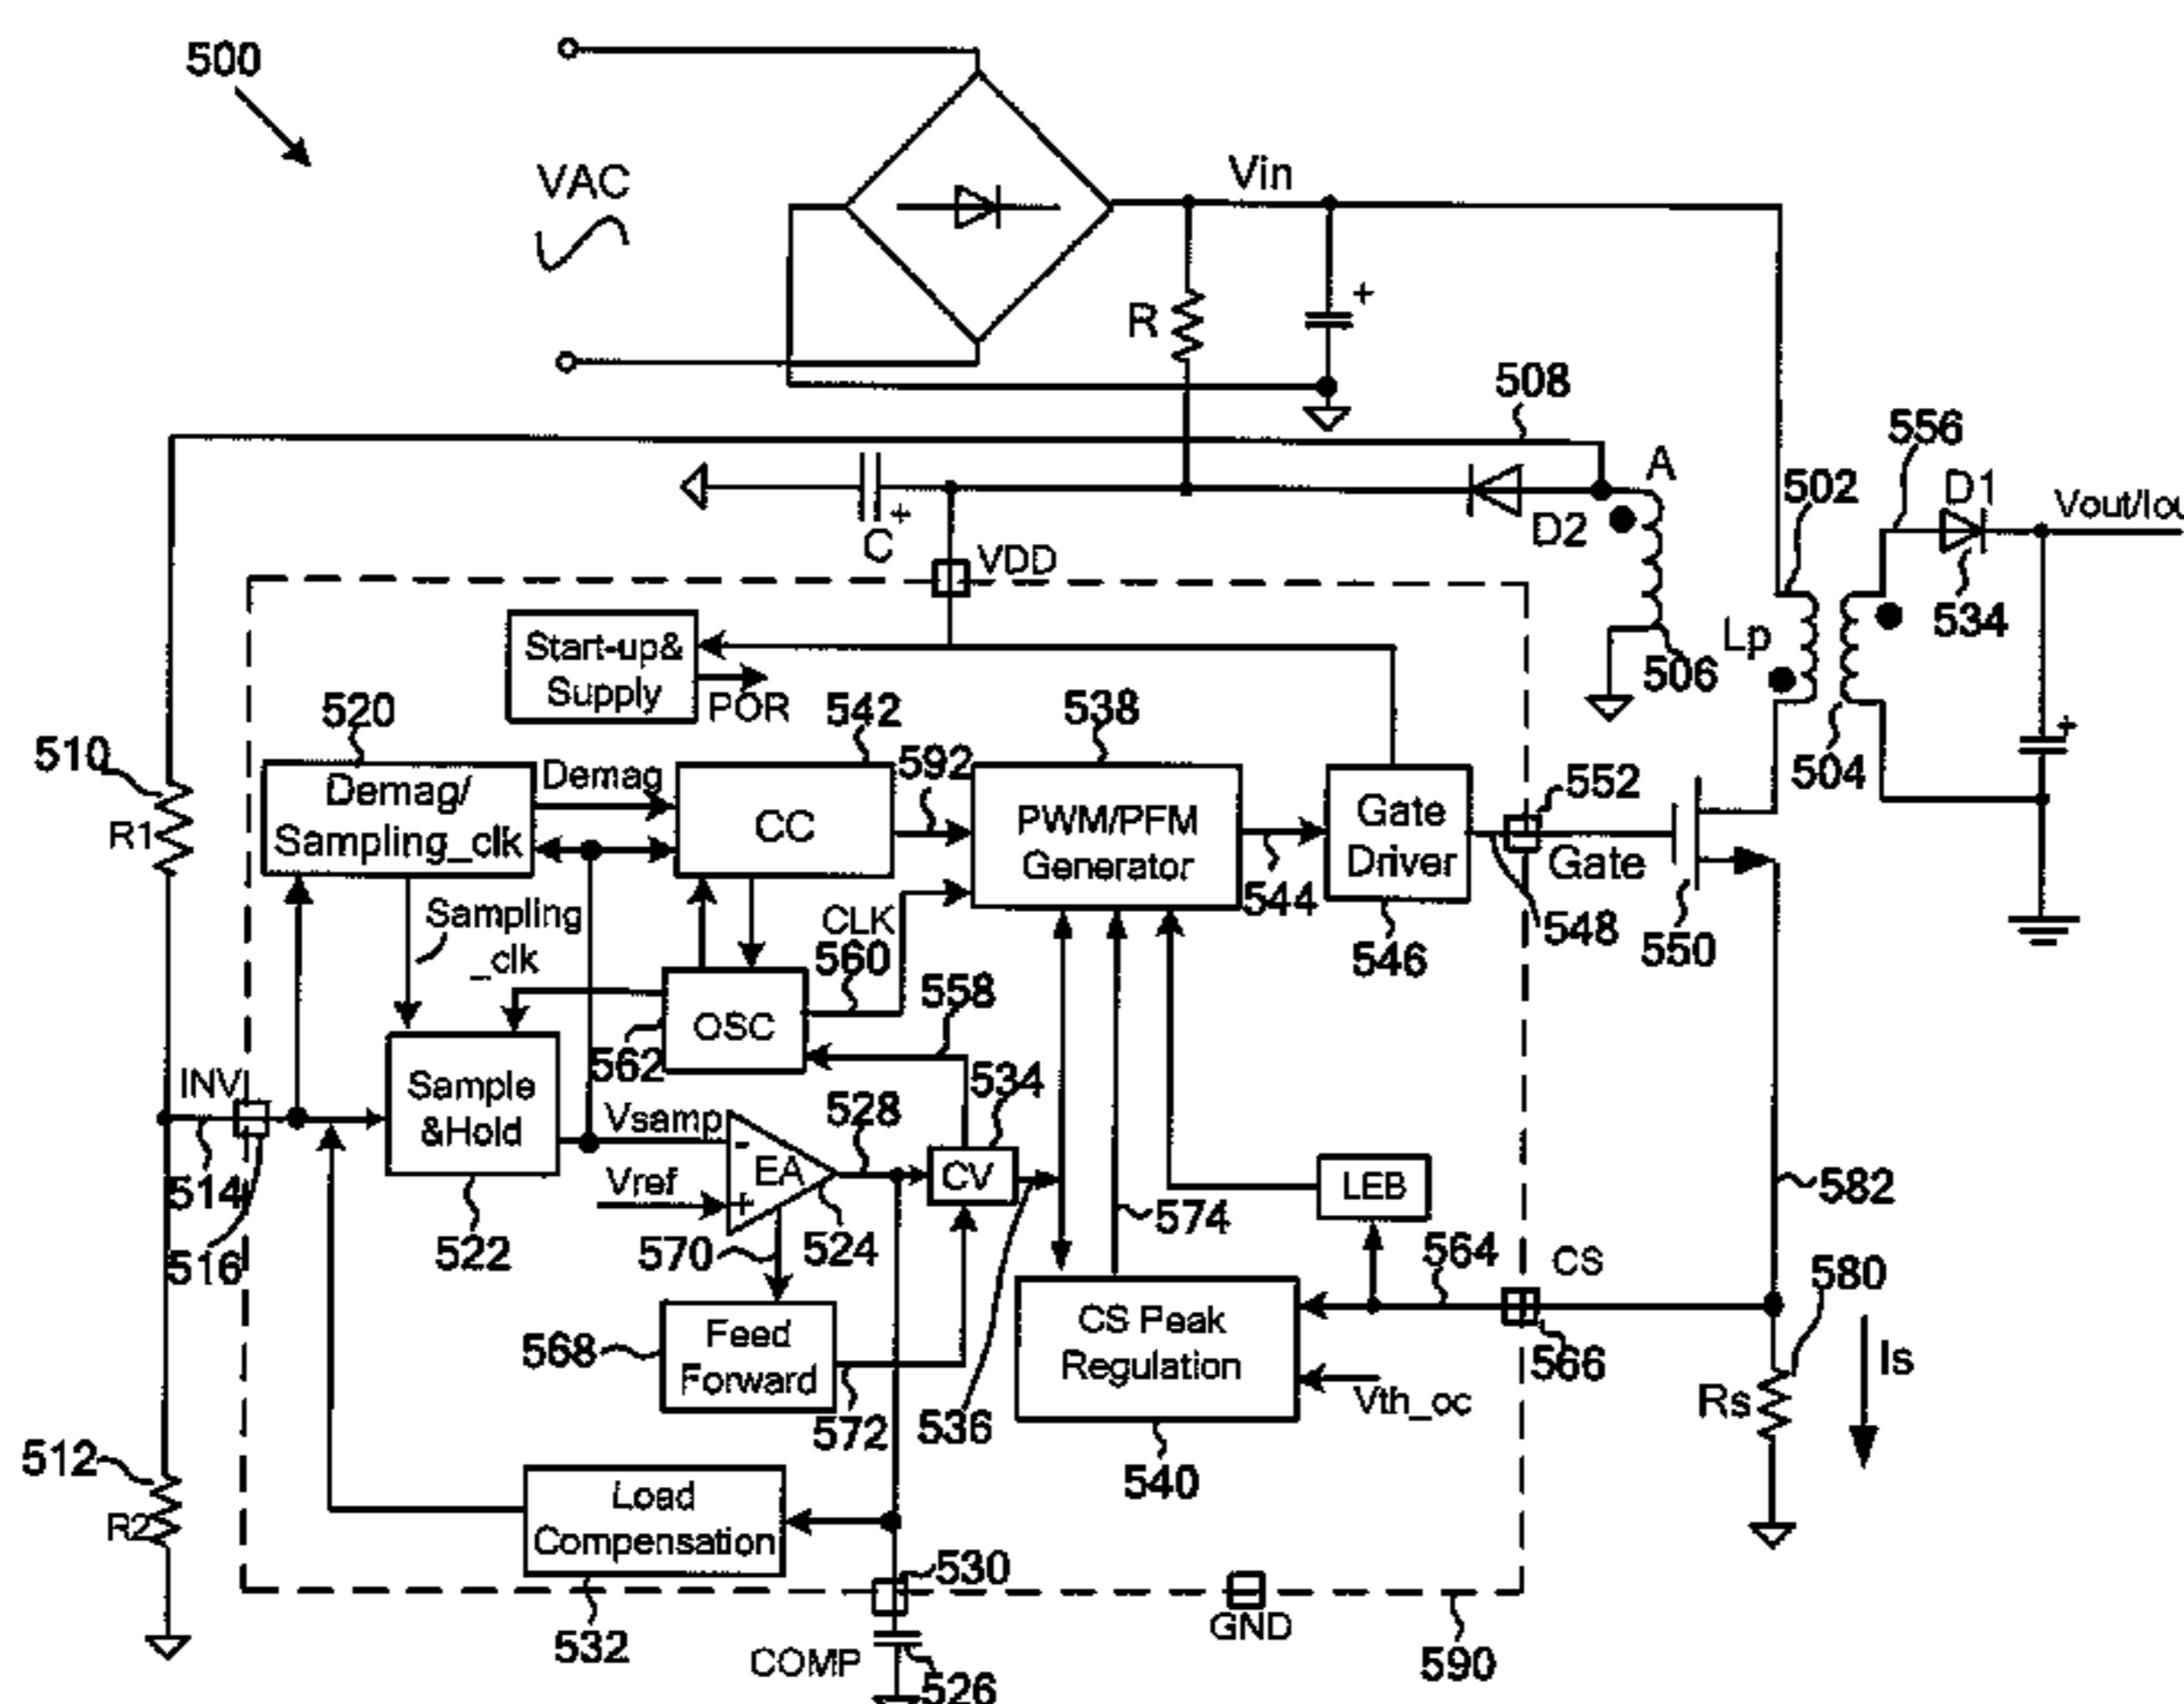 500
VAC
Vin
R
+
508
556
A
502
D1
Vout/Iou
C
+
D2
VDD
534
Lp
506
Start-up&
Supply
POR
520
542
538
+
504
510
Demag
592
552
R1
Demag/
Sampling_clk
CC
PWM/PFM
Generator
Gate
Driver
Gate
Sampling
_clk
CLK
560
544
546
548
550
558
OSC
562
534
INV
Sample
&Hold
Vsamp
528
-
EA
CV
LEB
582
514
Vref
+
574
516
522
570
524
564
CS
580
568
Feed
Forward
CS Peak
Regulation
566
Is
572
536
Vth_oc
Rs
512
540
R2
Load
Compensation
530
GND
532
COMP
526
590